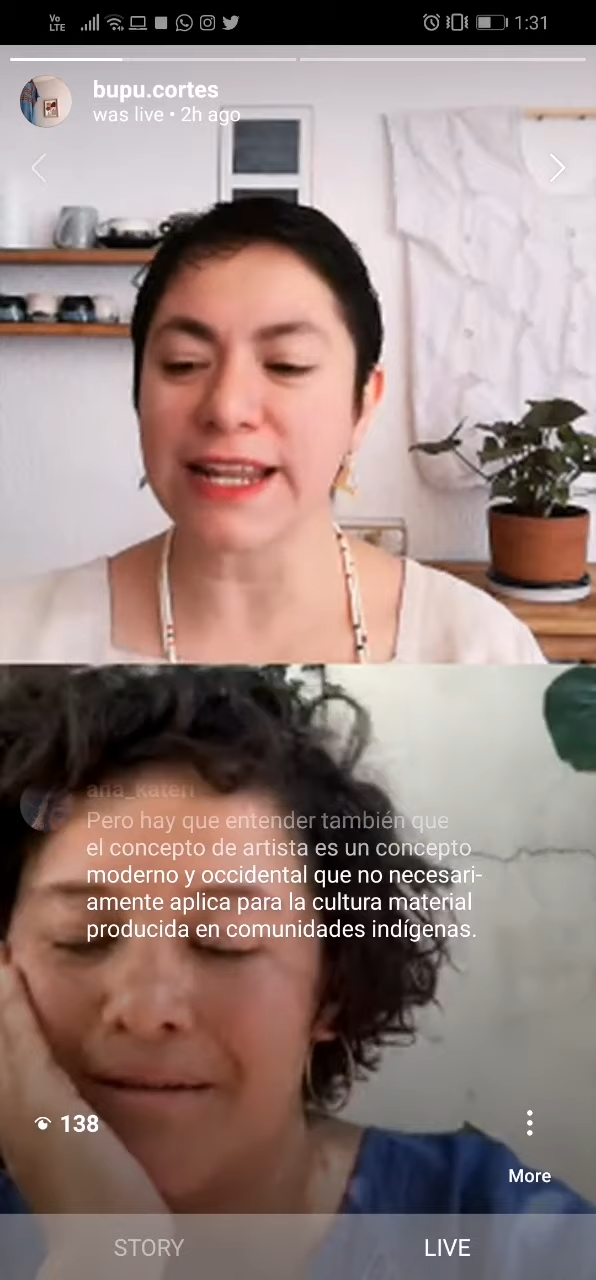 Vo
LTE
1:31
bupu.cortes
was live • 2h ago
ana_kateri
Pero hay que entender también que
el concepto de artista es un concepto
moderno y occidental que no necesari-
amente aplica para la cultura material
producida en comunidades indígenas.
138
More
STORY
LIVE